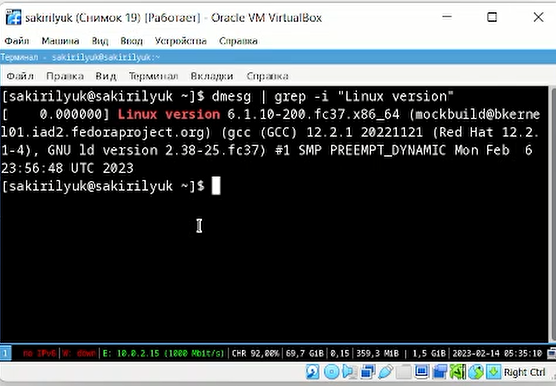 sakirilyuk (Снимок 19) [Работает] - Oracle VM VirtualBox
Файл Машина Вид Ввод Устройства Справка
Терминал - sakirilyuk@sakirilyuk:~
Файл Правка Вид Терминал Вкладки Справка
[sakirilyuk@sakirilyuk ~]$ dmesg | grep -i "Linux version"
[    0.000000] Linux version 6.1.10-200.fc37.x86_64 (mockbuild@bkerne
l01.iad2.fedoraproject.org) (gcc (GCC) 12.2.1 20221121 (Red Hat 12.2.
1-4), GNU ld version 2.38-25.fc37) #1 SMP PREEMPT_DYNAMIC Mon Feb  6
23:56:48 UTC 2023
[sakirilyuk@sakirilyuk ~]$
1 no IPv6 W: down E: 10.0.2.15 (1000 Mbit/s) CHR 92,00% 69,7 GiB 0,15 359,3 MiB | 1,5 GiB 2023-02-14 05:35:10
Right Ctrl